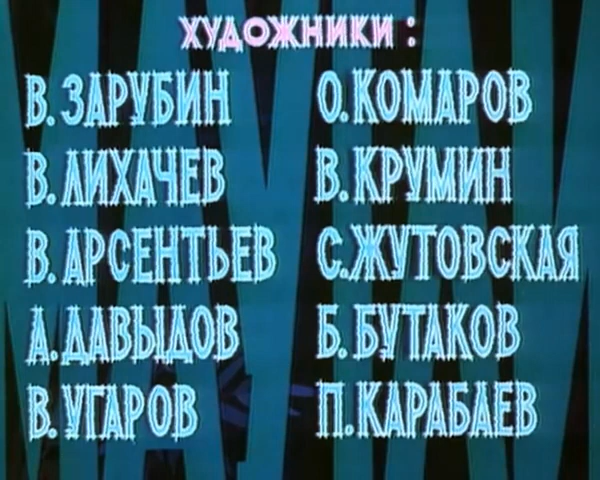 ХУДОЖНИКИ:
В. ЗАРУБИН
В. ЛИХАЧЕВ
В. АРСЕНТЬЕВ
А. ДАВЫДОВ
В. УГАРОВ
О. КОМАРОВ
В. КРУМИН
С. ЖУТОВСКАЯ
Б. БУТАКОВ
П. КАРАБАЕВ